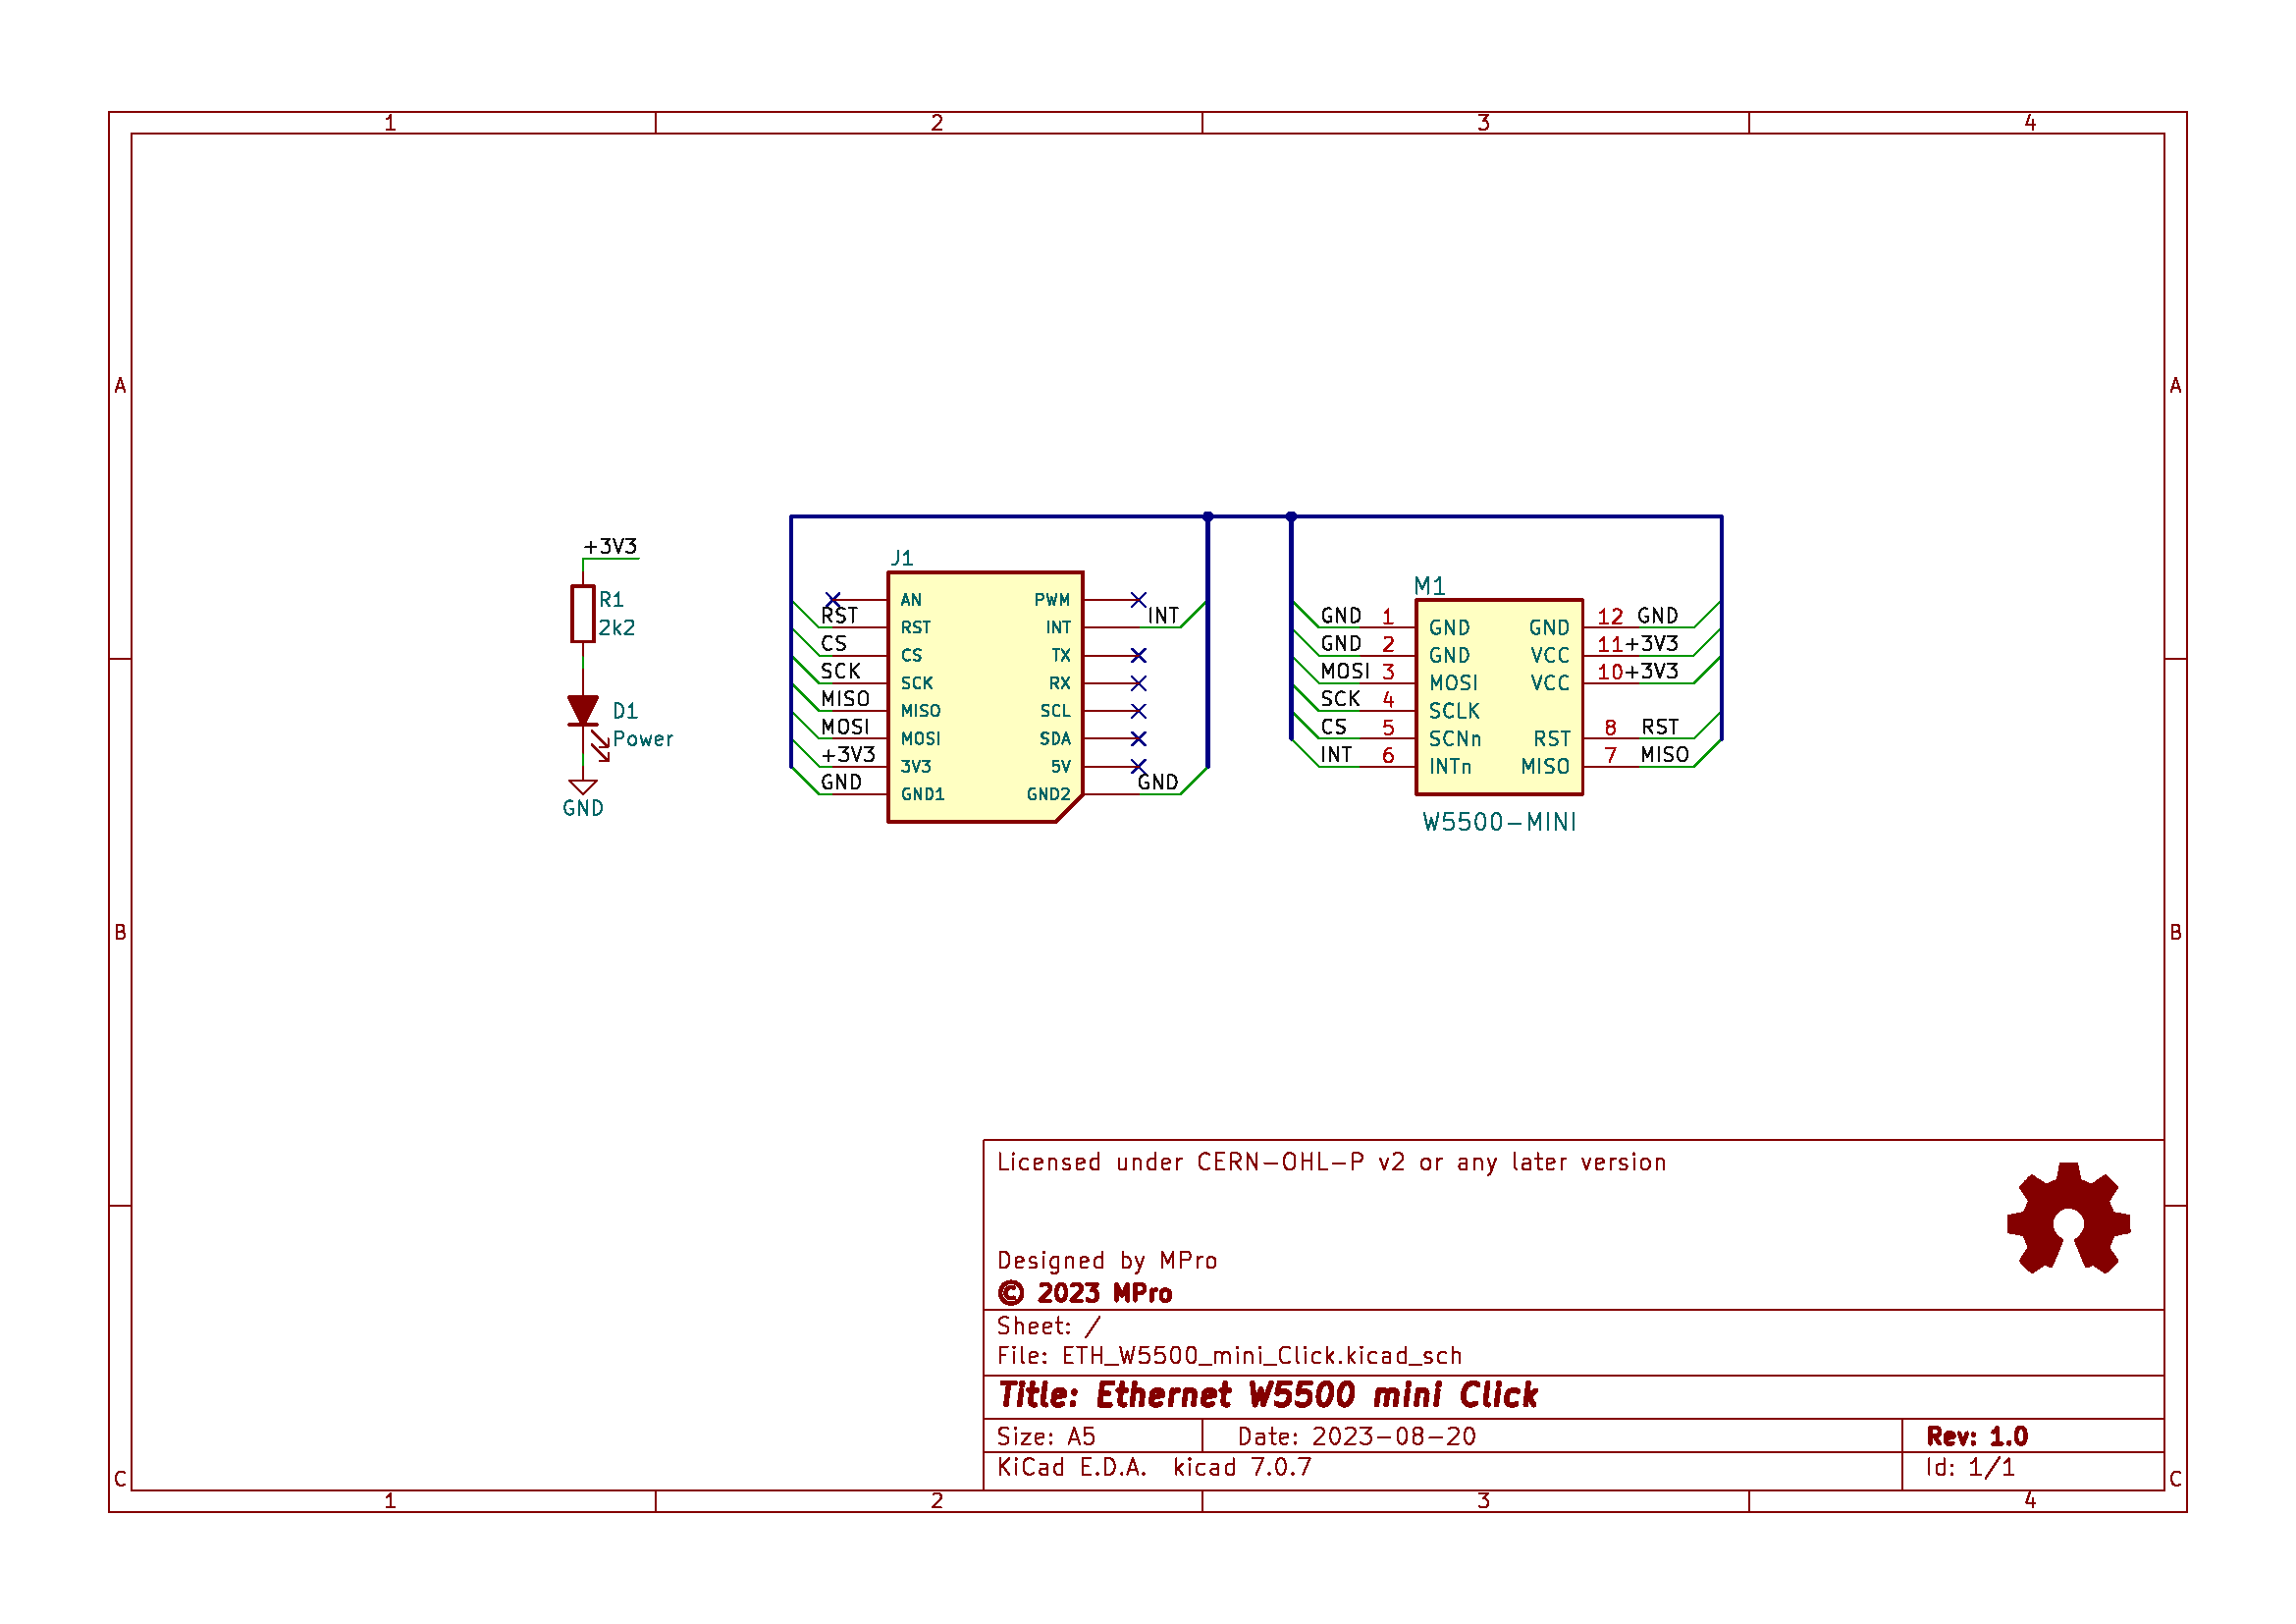 1 2 3 4
A A
+3V3
R1
2k2
D1
Power
GND
J1
RST
CS
SCK
MISO
MOSI
+3V3
GND
AN
RST
CS
SCK
MISO
MOSI
3V3
GND1
PWM
INT
TX
RX
SCL
SDA
5V
GND2
INT
GND
M1
GND 1 GND
GND 2 GND
MOSI 3 MOSI
SCK 4 SCLK
CS 5 SCNn
INT 6 INTn
GND 12 GND
VCC 11 +3V3
VCC 10 +3V3
RST 8 RST
MISO 7 MISO
W5500-MINI
B B
Licensed under CERN-OHL-P v2 or any later version
Designed by MPro
© 2023 MPro
Sheet: /
File: ETH_W5500_mini_Click.kicad_sch
Title: Ethernet W5500 mini Click
Size: A5 Date: 2023-08-20 Rev: 1.0
KiCad E.D.A. kicad 7.0.7 Id: 1/1
C C
1 2 3 4